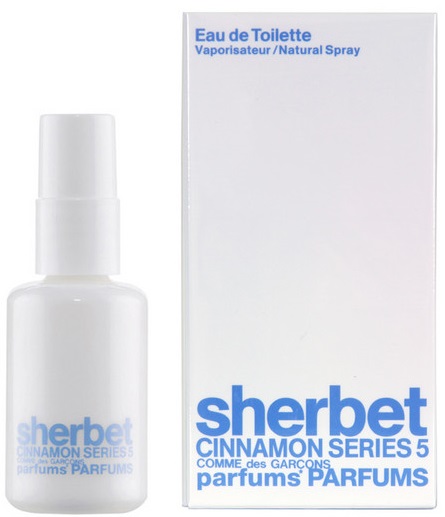 Eau de Toilette
Vaporisateur/Natural Spray
sherbet
CINNAMON SERIES 5
COMME des GARÇONS
parfums* PARFUMS
sherbet
CINNAMON SERIES 5
COMME des GARÇONS
parfums* PARFUMS